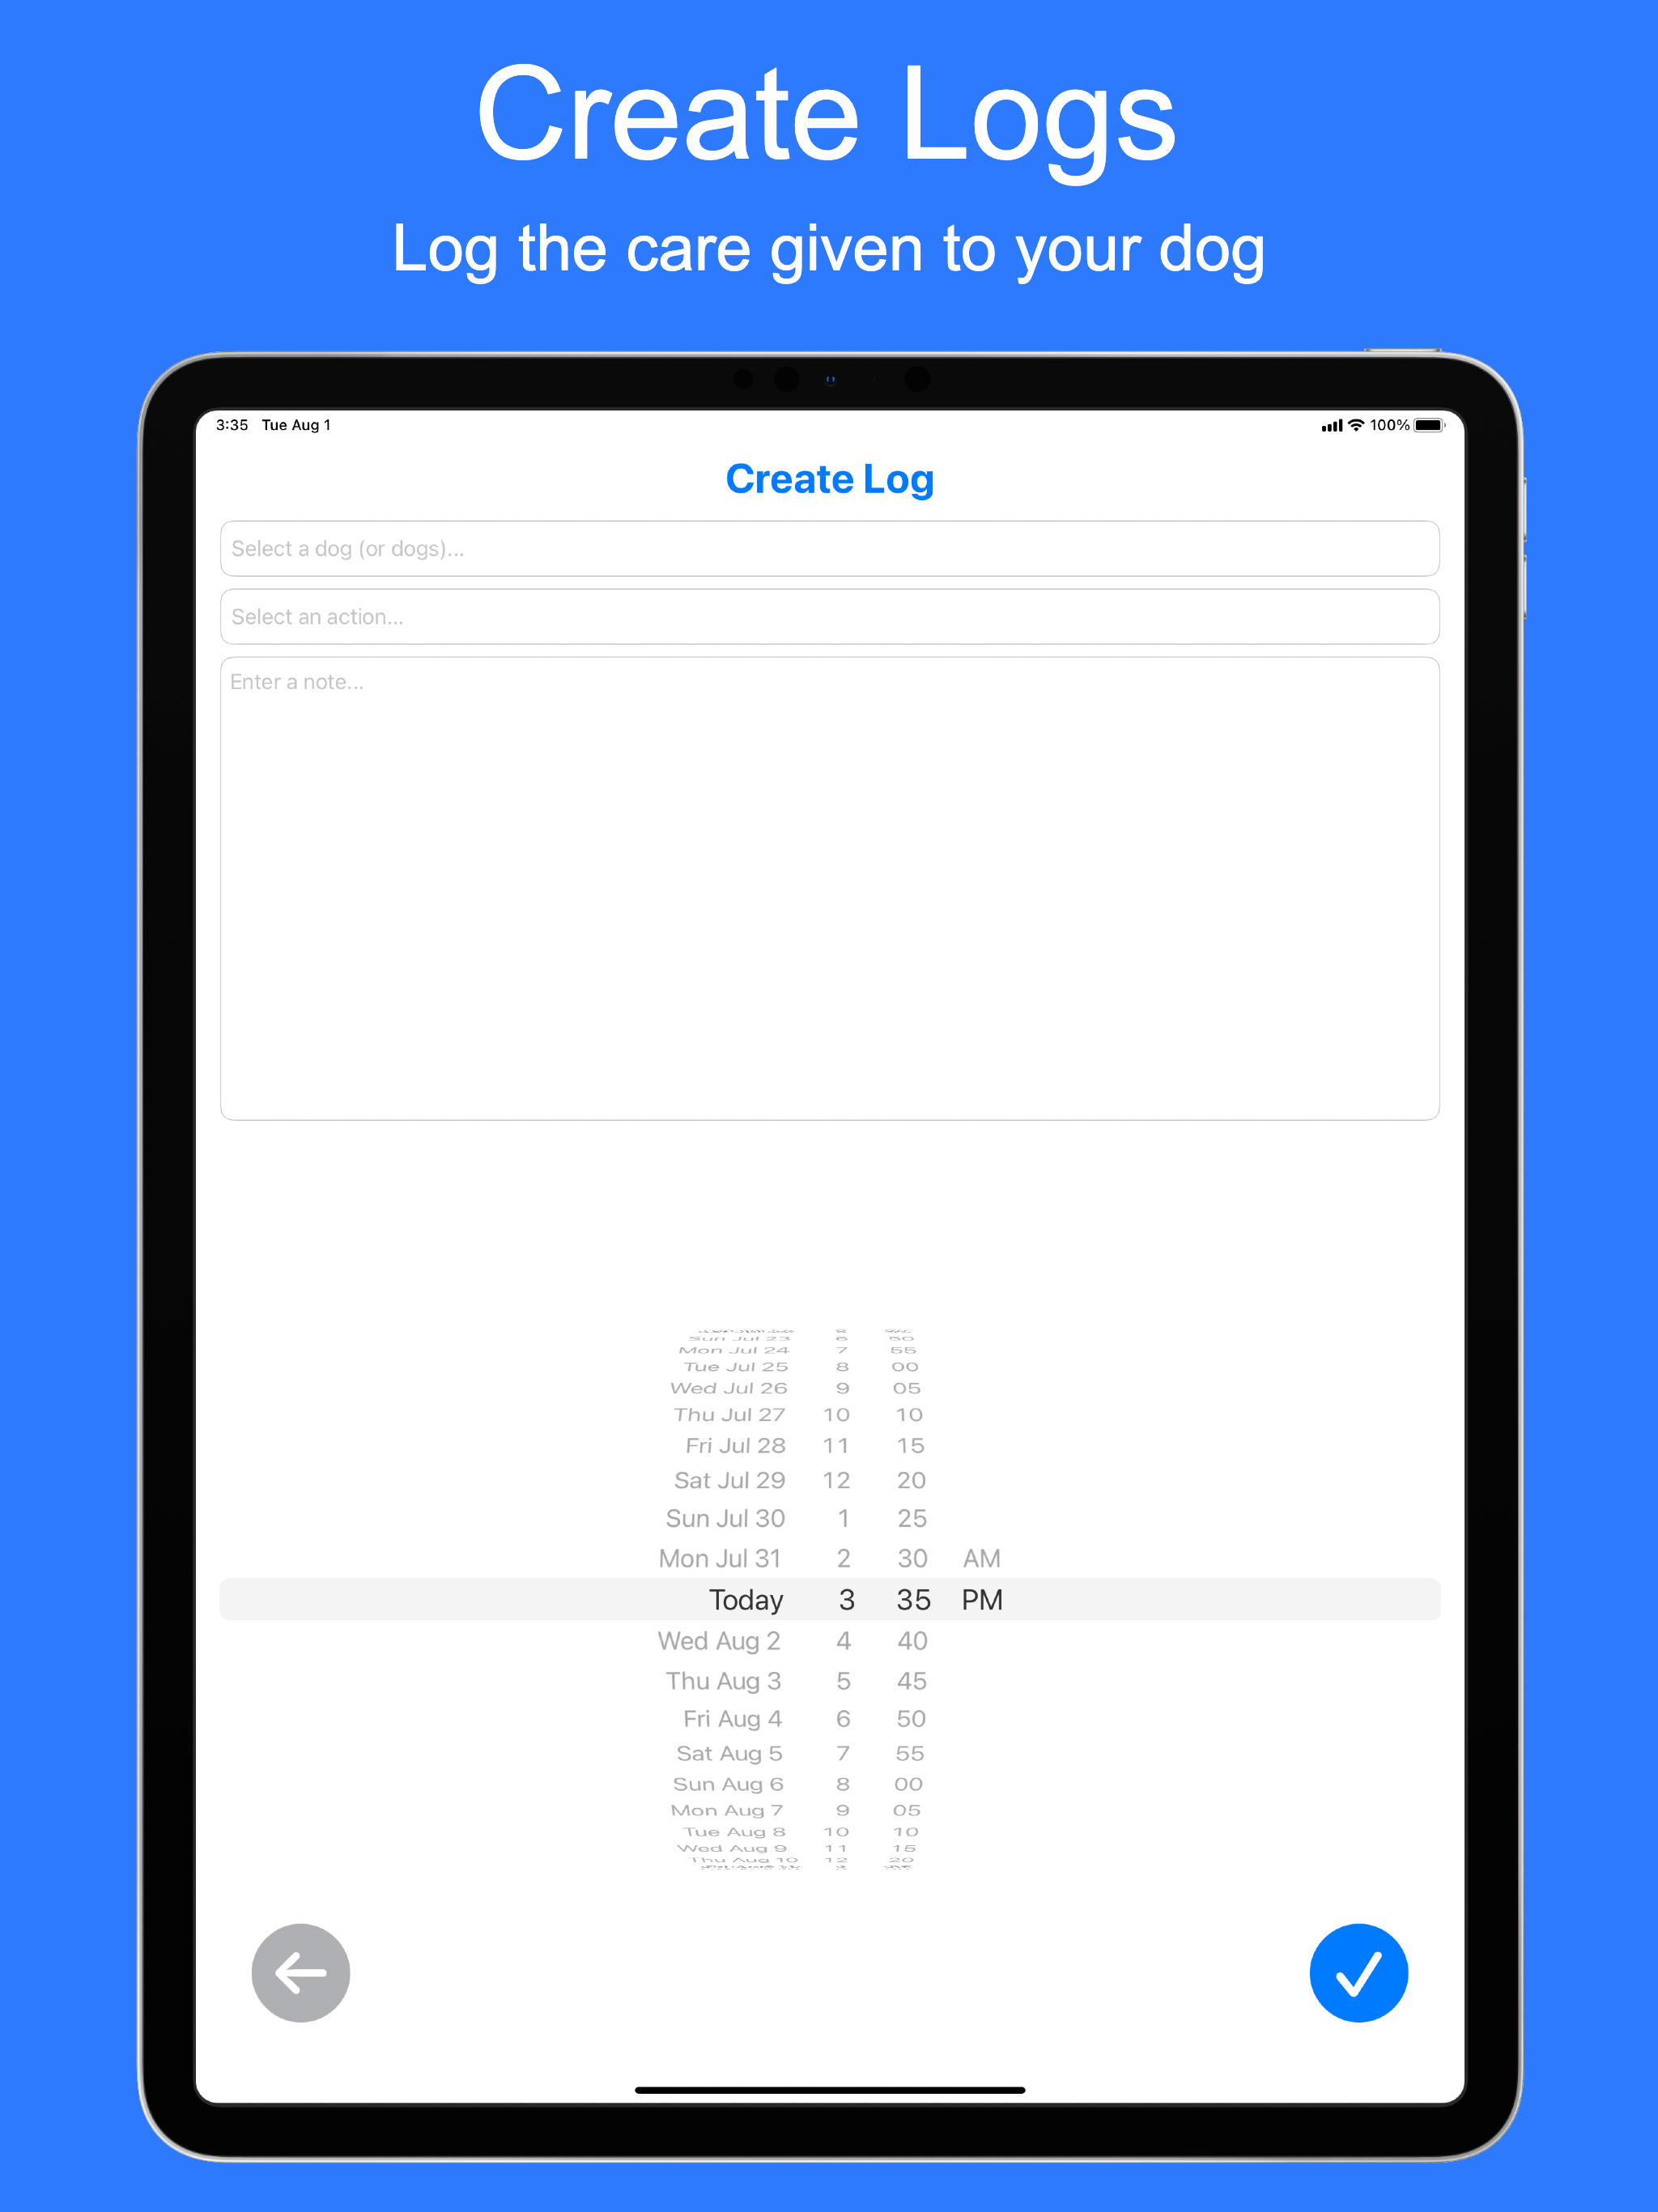 Create Logs
Log the care given to your dog
3:35 Tue Aug 1 100%
Create Log
Select a dog (or dogs)...
Select an action...
Enter a note...
Sun Jul 23 6 50
Mon Jul 24 7 55
Tue Jul 25 8 00
Wed Jul 26 9 05
Thu Jul 27 10 10
Fri Jul 28 11 15
Sat Jul 29 12 20
Sun Jul 30 1 25
Mon Jul 31 2 30 AM
Today 3 35 PM
Wed Aug 2 4 40
Thu Aug 3 5 45
Fri Aug 4 6 50
Sat Aug 5 7 55
Sun Aug 6 8 00
Mon Aug 7 9 05
Tue Aug 8 10 10
Wed Aug 9 11 15
Thu Aug 10 12 20